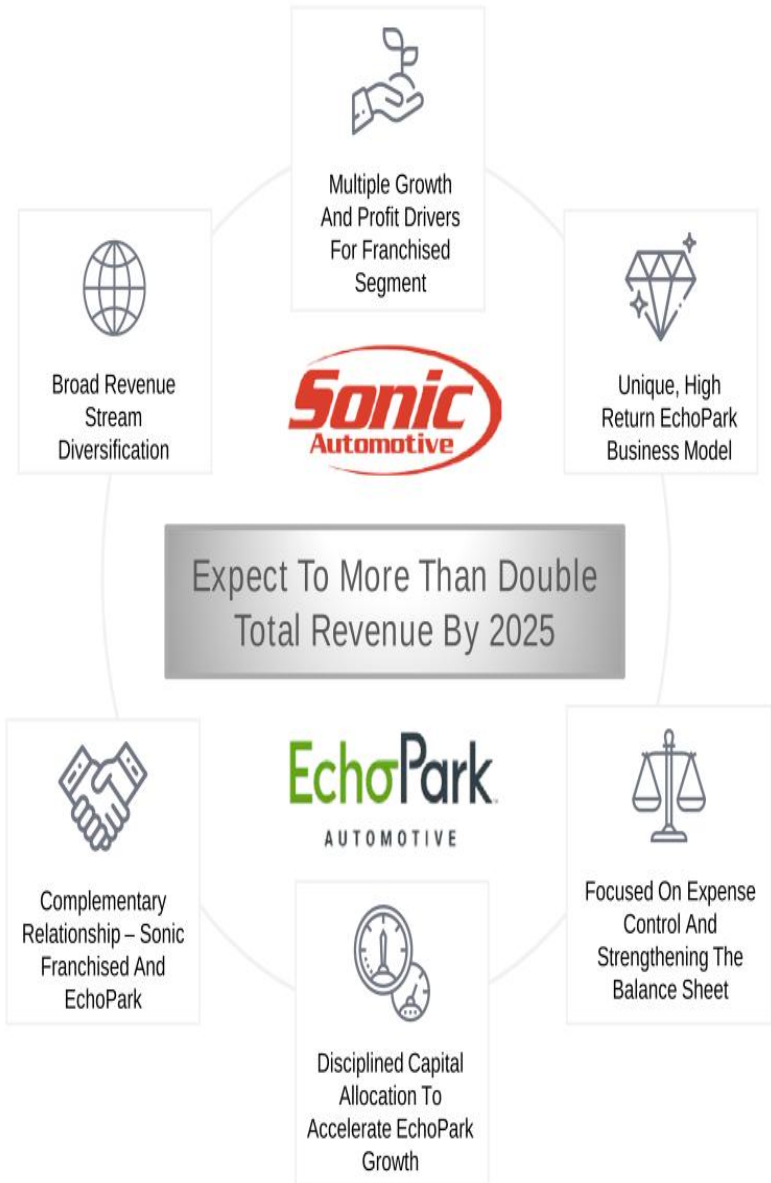 Multiple Growth
And Profit Drivers
For Franchised
Segment
Broad Revenue
Stream
Diversification
Unique, High
Return EchoPark
Business Model
Sonic
Automotive
Expect To More Than Double
Total Revenue By 2025
EchoPark
AUTOMOTIVE
Complementary
Relationship – Sonic
Franchised And
EchoPark
Focused On Expense
Control And
Strengthening The
Balance Sheet
Disciplined Capital
Allocation To
Accelerate EchoPark
Growth